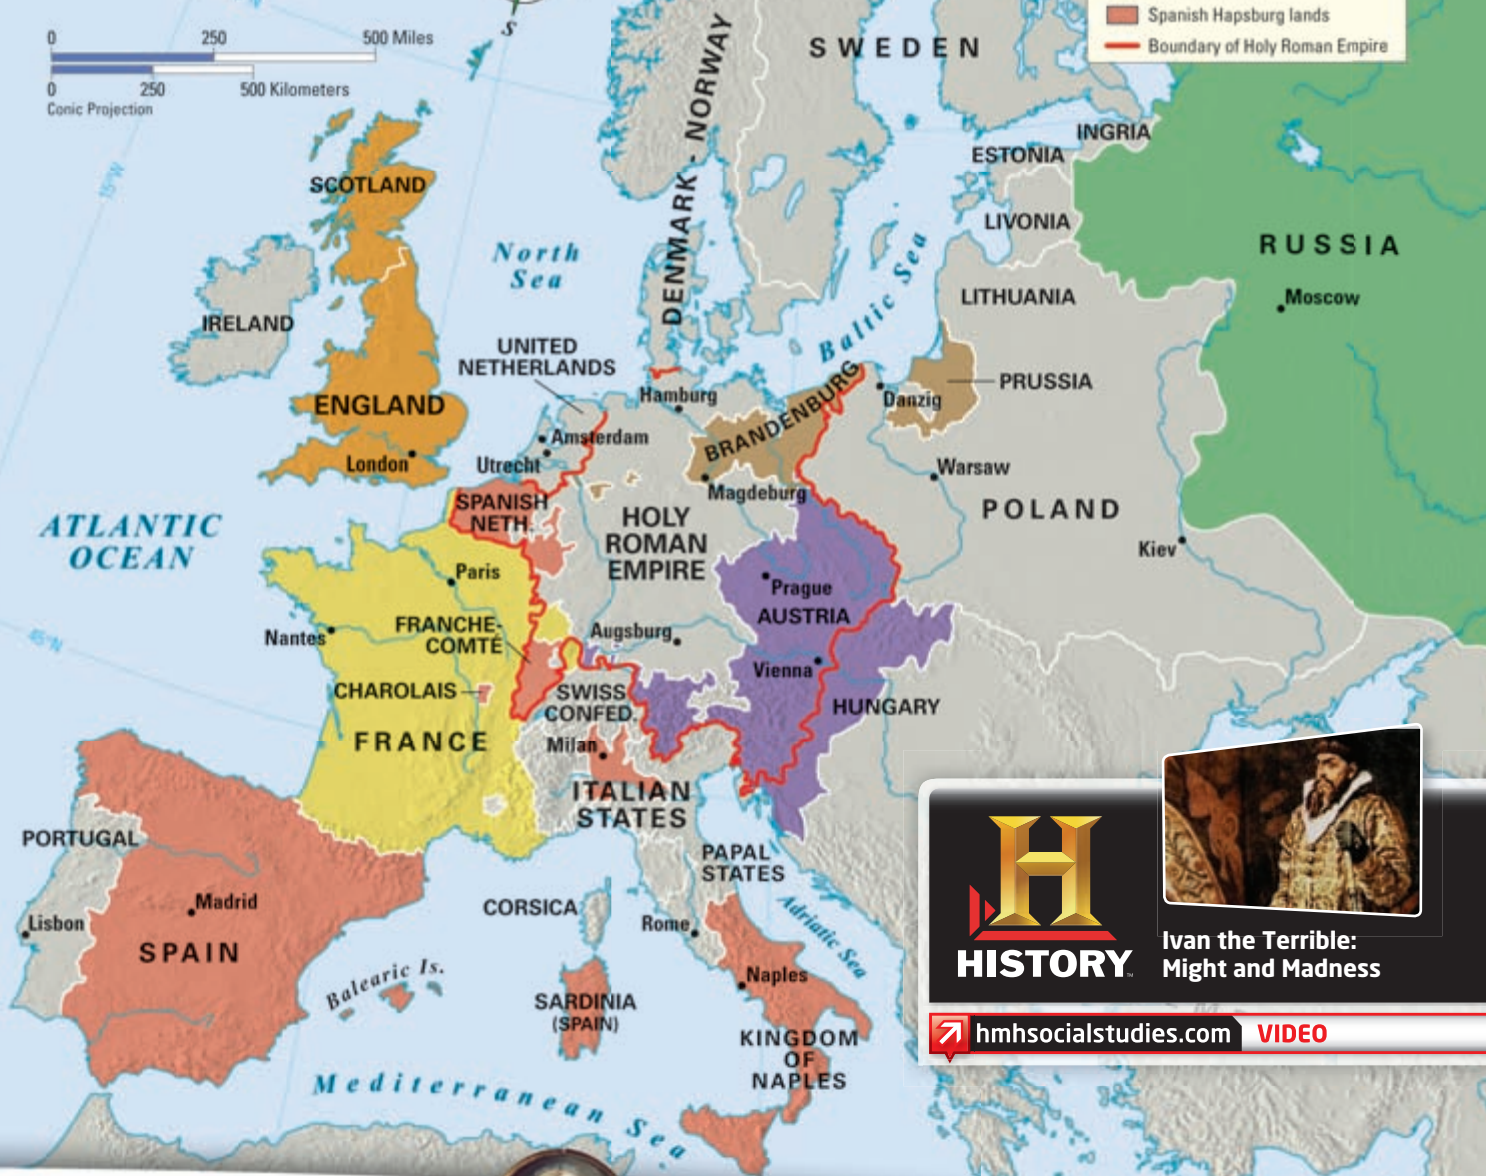 0 250 500 Miles
0 250 500 Kilometers
Conic Projection
S
Spanish Hapsburg lands
Boundary of Holy Roman Empire
SWEDEN
DENMARK - NORWAY
INGRIA
ESTONIA
LIVONIA
15°W
SCOTLAND
RUSSIA
North
Sea
Baltic Sea
LITHUANIA
Moscow
IRELAND
UNITED
NETHERLANDS
PRUSSIA
Hamburg
Danzig
BRANDENBURG
ENGLAND
Amsterdam
London
Utrecht
Warsaw
Magdeburg
SPANISH
NETH.
POLAND
HOLY
ROMAN
EMPIRE
ATLANTIC
OCEAN
Kiev
Paris
Prague
AUSTRIA
45°N
Nantes
FRANCHE-
COMTÉ
Augsburg
Vienna
CHAROLAIS
SWISS
CONFED.
HUNGARY
FRANCE
Milan
ITALIAN
STATES
PORTUGAL
PAPAL
STATES
Madrid
CORSICA
Adriatic Sea
Lisbon
Rome
SPAIN
Balearic Is.
Naples
SARDINIA
(SPAIN)
KINGDOM
OF
NAPLES
Mediterranean Sea
H
HISTORY™
Ivan the Terrible:
Might and Madness
hmhsocialstudies.com VIDEO